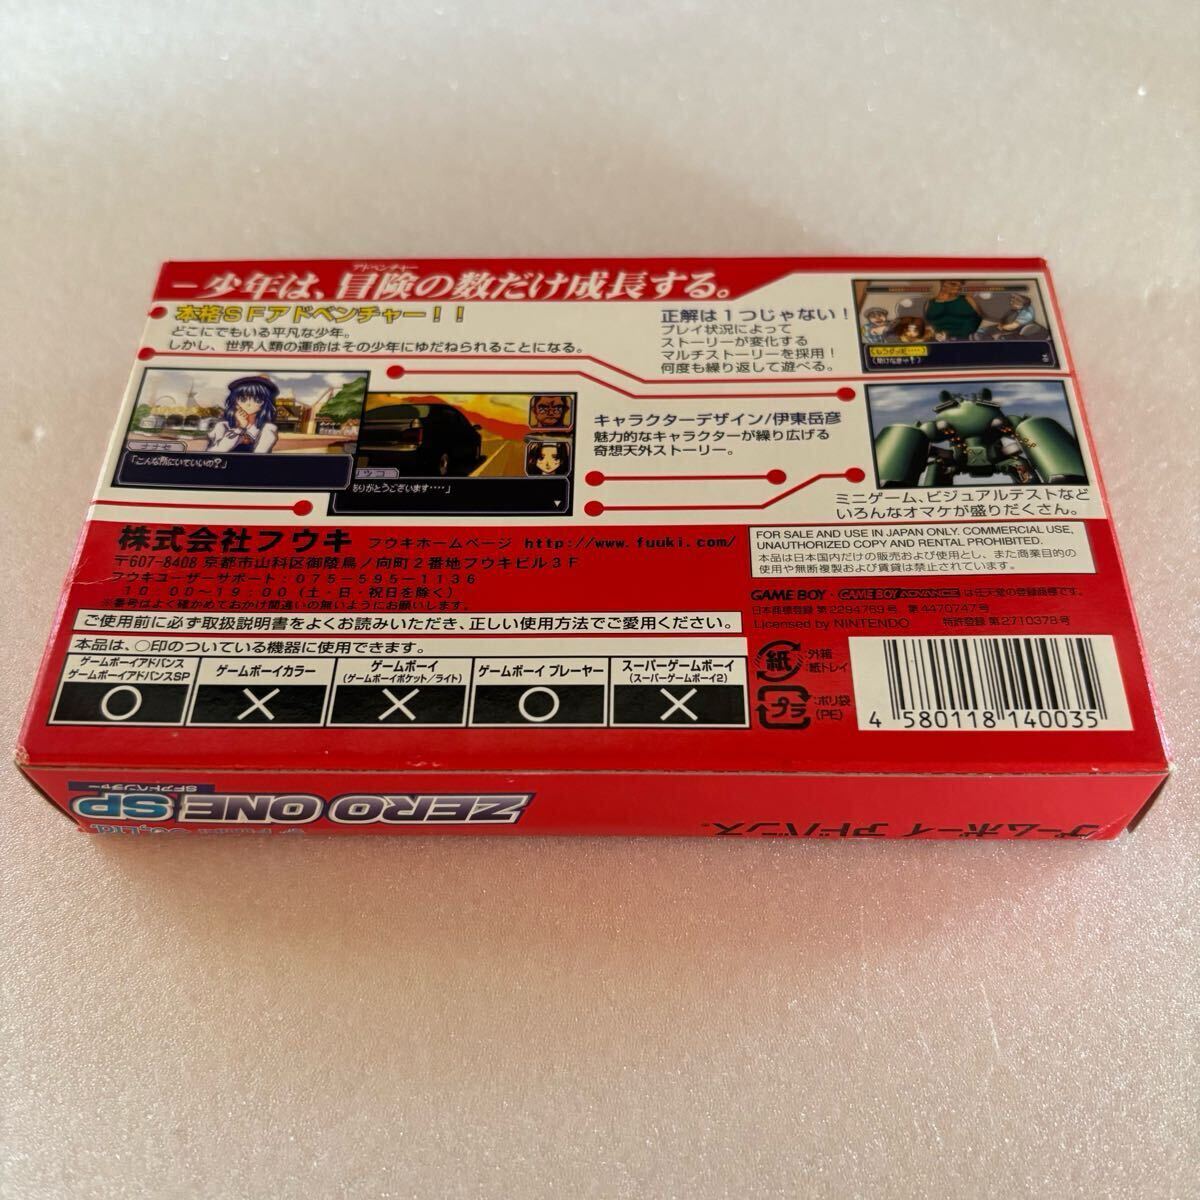 －少年は、冒険の数だけ成長する。
アドベンチャー
本格ＳＦアドベンチャー！！
どこにでもいる平凡な少年。
しかし、世界人類の運命はその少年にゆだねられることになる。
正解は１つじゃない！
プレイ状況によって
ストーリーが変化する
マルチストーリーを採用！
何度も繰り返して遊べる。
「こんな所にていいの？」
ありがとうございます‥‥」
キャラクターデザイン/伊東岳彦
魅力的なキャラクターが繰り広げる
奇想天外ストーリー。
ミニゲーム、ビジュアルテストなど
いろんなオマケが盛りだくさん。
株式会社フウキ フウキホームページ http://www.fuuki.com/
〒607-8408 京都市山科区御陵鳥ノ向町２番地フウキビル３Ｆ
フウキユーザーサポート：０７５－５９５－１１３６
１０：００～１９：００（土・日・祝日を除く）
※番号はよく確かめておかけ間違いの無いようにお願いします。
ご使用前に必ず取扱説明書をよくお読みいただき、正しい使用方法でご愛用ください。
本品は、○印のついている機器に使用できます。
ゲームボーイアドバンス
ゲームボーイアドバンスSP
ゲームボーイカラー
ゲームボーイ
(ゲームボーイポケット／ライト)
ゲームボーイ プレーヤー
スーパーゲームボーイ
(スーパーゲームボーイ2)
○ × × ○ ×
FOR SALE AND USE IN JAPAN ONLY. COMMERCIAL USE,
UNAUTHORIZED COPY AND RENTAL PROHIBITED.
本品は日本国内だけの販売および使用とし、また商業目的の
使用や無断複製および賃貸は禁止されています。
GAME BOY・GAME BOY ADVANCE は任天堂の登録商標です。
日本商標登録 第2294769号、第4470747号
Licensed by NINTENDO 特許登録 第2710378号
紙
:外箱
:紙トレイ
プラ
:ポリ袋
(PE)
4 580118 140035
ZERO ONE SP
SFアドベンチャー
ゲームボーイ アドバンス